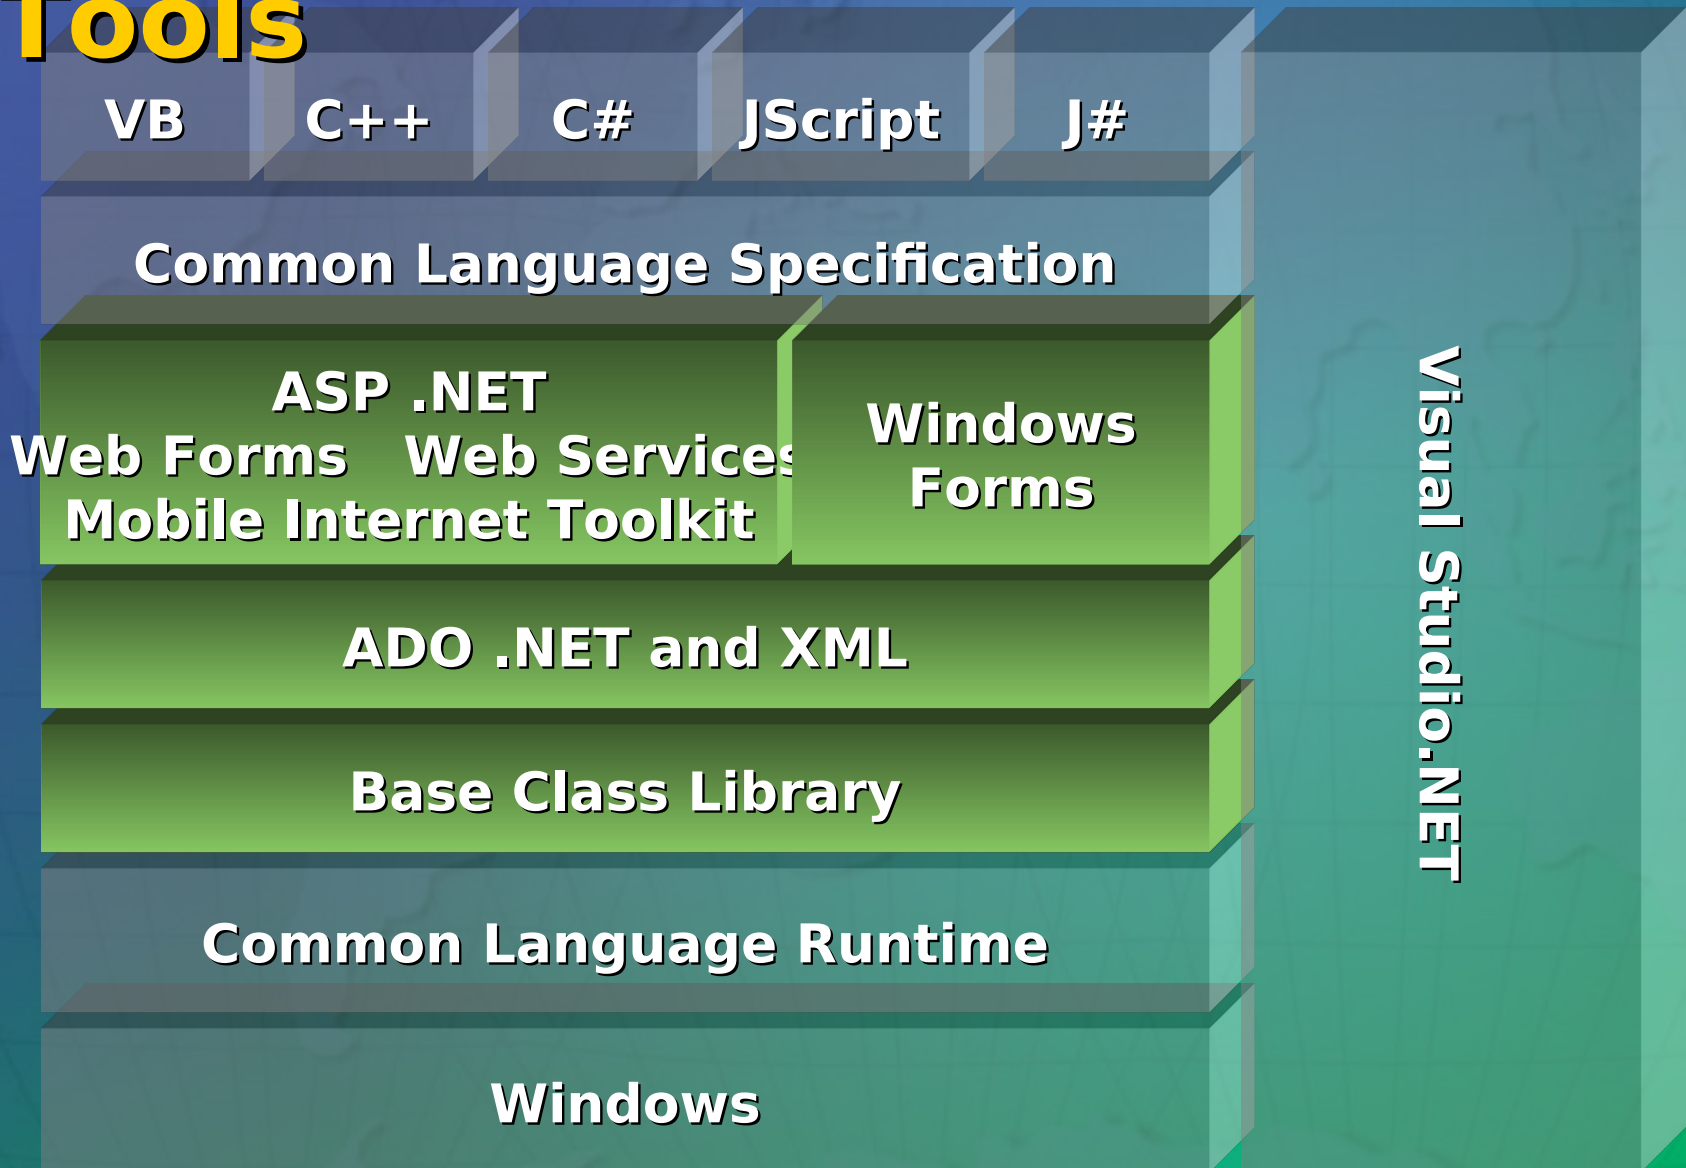 Tools
VB C++ C# JScript J#
Common Language Specification
ASP .NET
Web Forms Web Services
Mobile Internet Toolkit
Windows
Forms
ADO .NET and XML
Base Class Library
Common Language Runtime
Windows
Visual Studio.NET